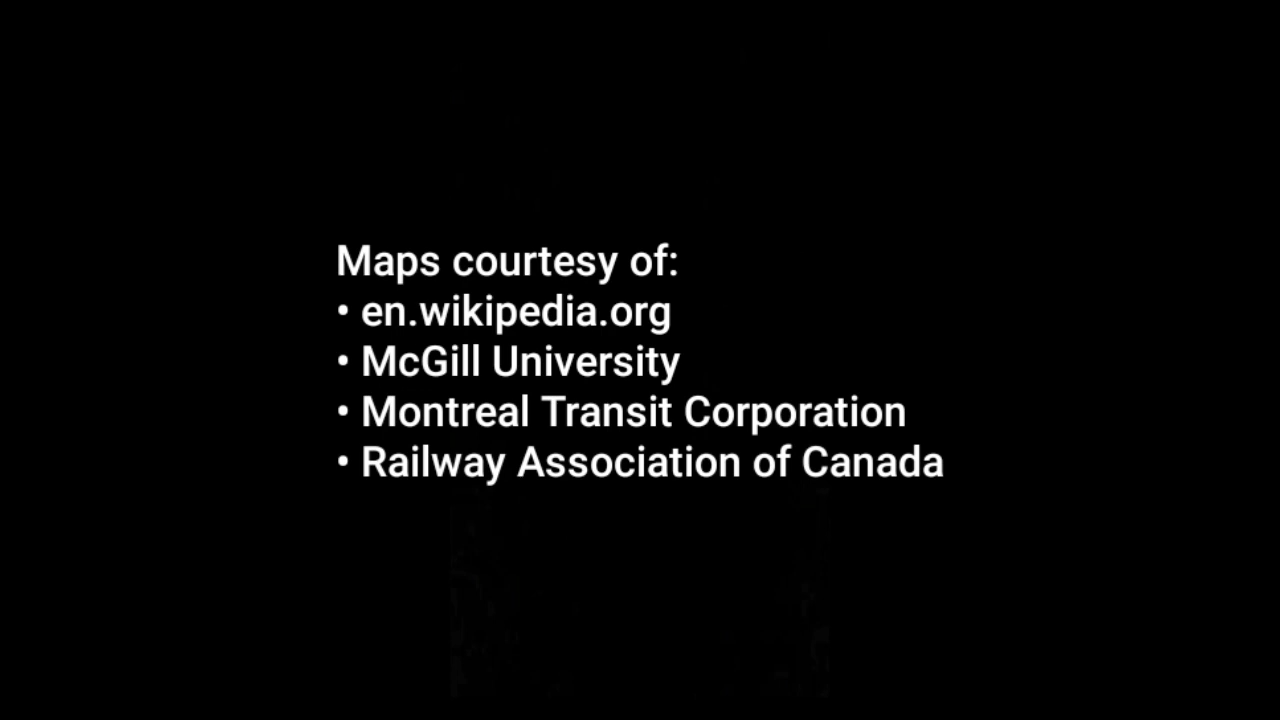 Maps courtesy of:
• en.wikipedia.org
• McGill University
• Montreal Transit Corporation
• Railway Association of Canada